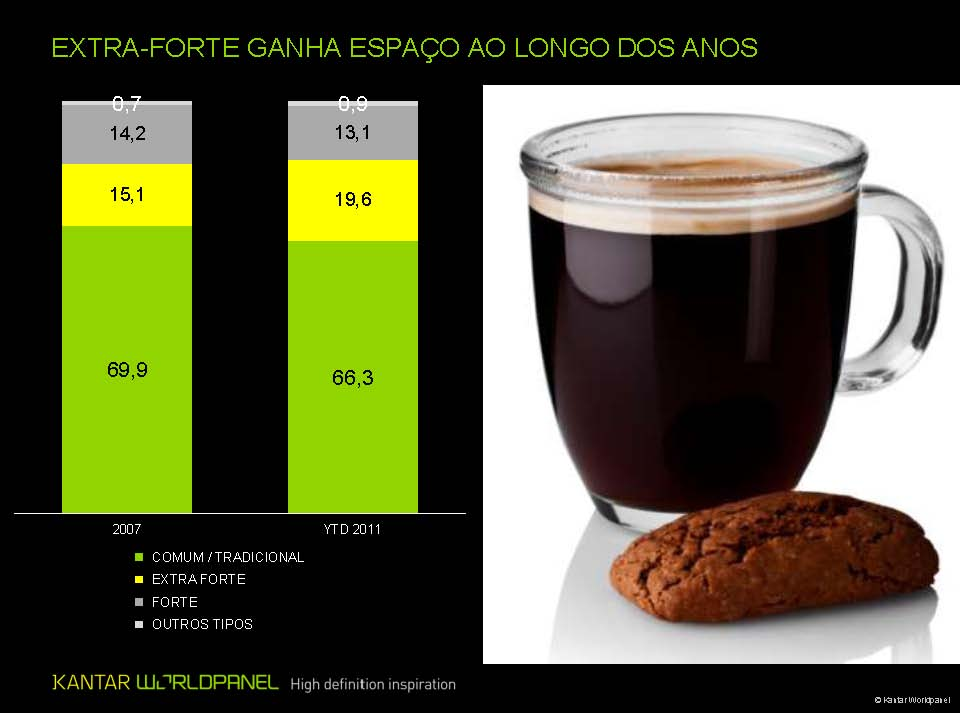 EXTRA-FORTE GANHA ESPAÇO AO LONGO DOS ANOS
0,7
0,9
14,2
13,1
15,1
19,6
69,9
66,3
2007
YTD 2011
COMUM / TRADICIONAL
EXTRA FORTE
FORTE
OUTROS TIPOS
KANTAR WORLDPANEL High definition inspiration
© Kantar Worldpanel